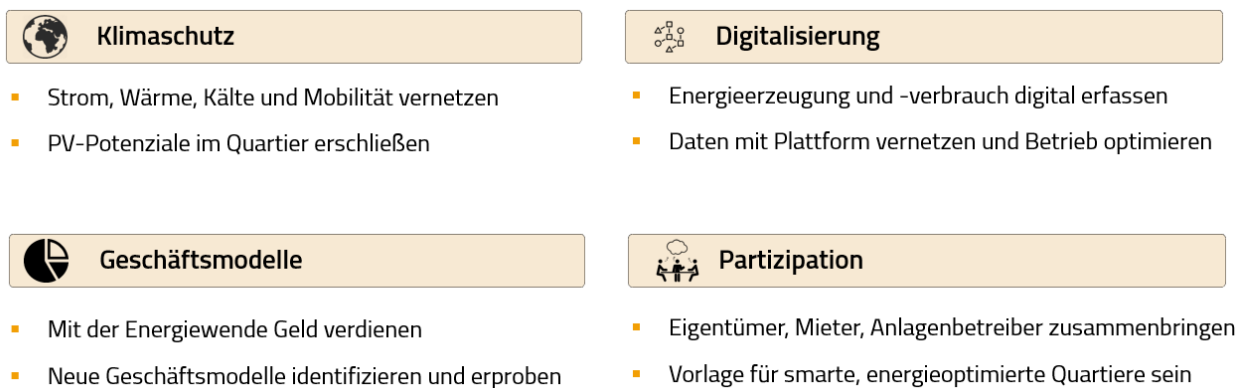 Klimaschutz
Strom, Wärme, Kälte und Mobilität vernetzen
PV-Potenziale im Quartier erschließen
Digitalisierung
Energieerzeugung und -verbrauch digital erfassen
Daten mit Plattform vernetzen und Betrieb optimieren
Geschäftsmodelle
Mit der Energiewende Geld verdienen
Neue Geschäftsmodelle identifizieren und erproben
Partizipation
Eigentümer, Mieter, Anlagenbetreiber zusammenbringen
Vorlage für smarte, energieoptimierte Quartiere sein